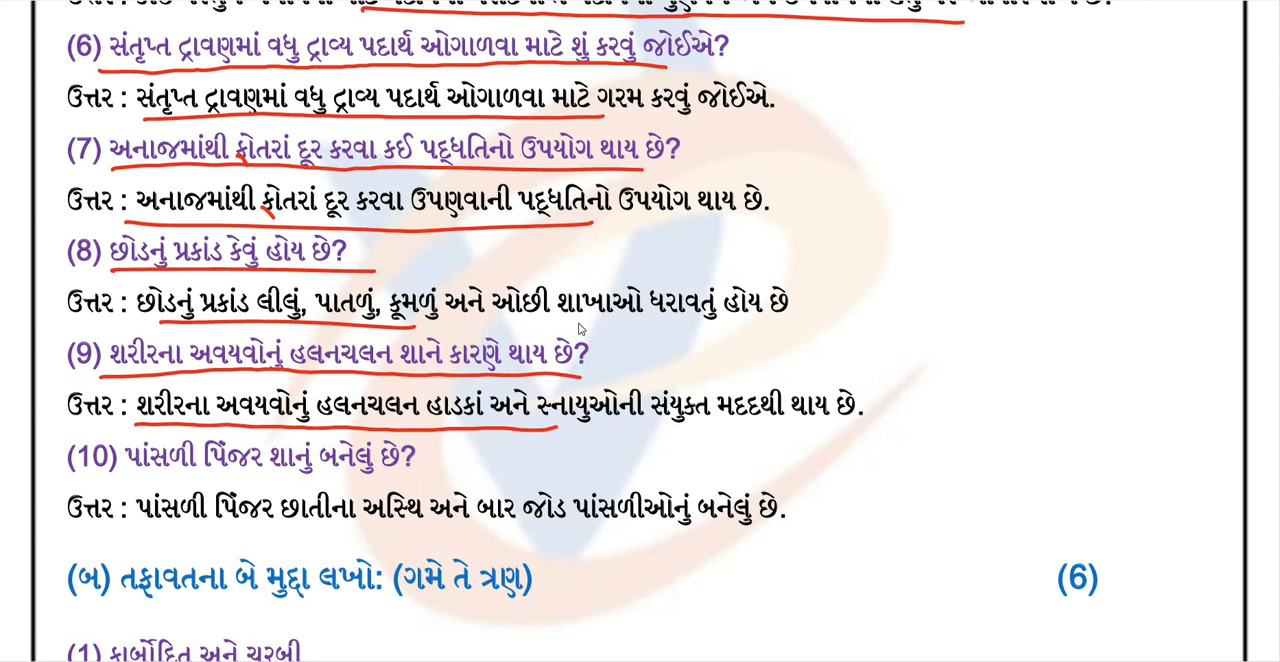 (6) સંતૃપ્ત દ્રાવણમાં વધુ દ્રાવ્ય પદાર્થ ઓગાળવા માટે શું કરવું જોઈએ?
ઉત્તર : સંતૃપ્ત દ્રાવણમાં વધુ દ્રાવ્ય પદાર્થ ઓગાળવા માટે ગરમ કરવું જોઈએ.
(7) અનાજમાંથી ફોતરાં દૂર કરવા કઈ પદ્ધતિનો ઉપયોગ થાય છે?
ઉત્તર : અનાજમાંથી ફોતરાં દૂર કરવા ઉપણવાની પદ્ધતિનો ઉપયોગ થાય છે.
(8) છોડનું પ્રકાંડ કેવું હોય છે?
ઉત્તર : છોડનું પ્રકાંડ લીલું, પાતળું, કૂમળું અને ઓછી શાખાઓ ધરાવતું હોય છે
(9) શરીરના અવયવોનું હલનચલન શાને કારણે થાય છે?
ઉત્તર : શરીરના અવયવોનું હલનચલન હાડકાં અને સ્નાયુઓની સંયુક્ત મદદથી થાય છે.
(10) પાંસળી પિંજર શાનું બનેલું છે?
ઉત્તર : પાંસળી પિંજર છાતીના અસ્થિ અને બાર જોડ પાંસળીઓનું બનેલું છે.
(બ) તફાવતના બે મુદ્દા લખો: (ગમે તે ત્રણ) (6)
(1) કાર્બોદિત અને ચરબી